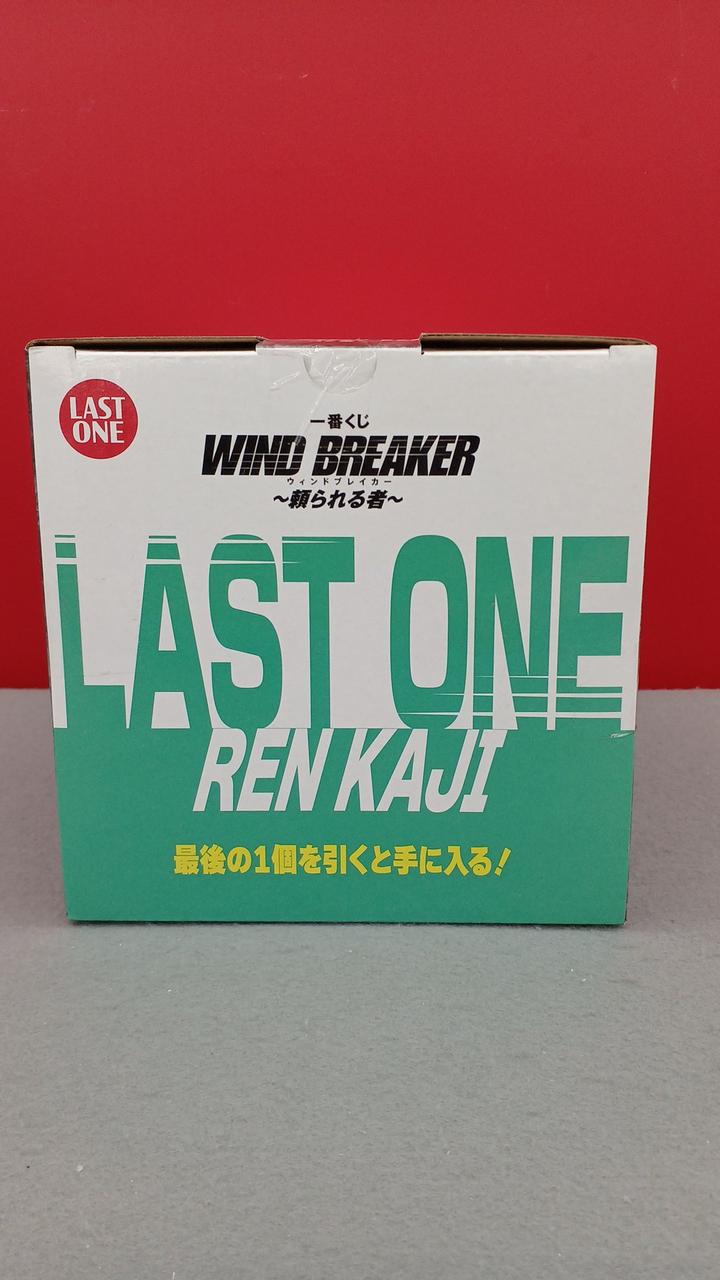 LAST
ONE
一番くじ
WIND BREAKER
ウィンドブレイカー
〜頼られる者〜
LAST ONE
REN KAJI
最後の1個を引くと手に入る!